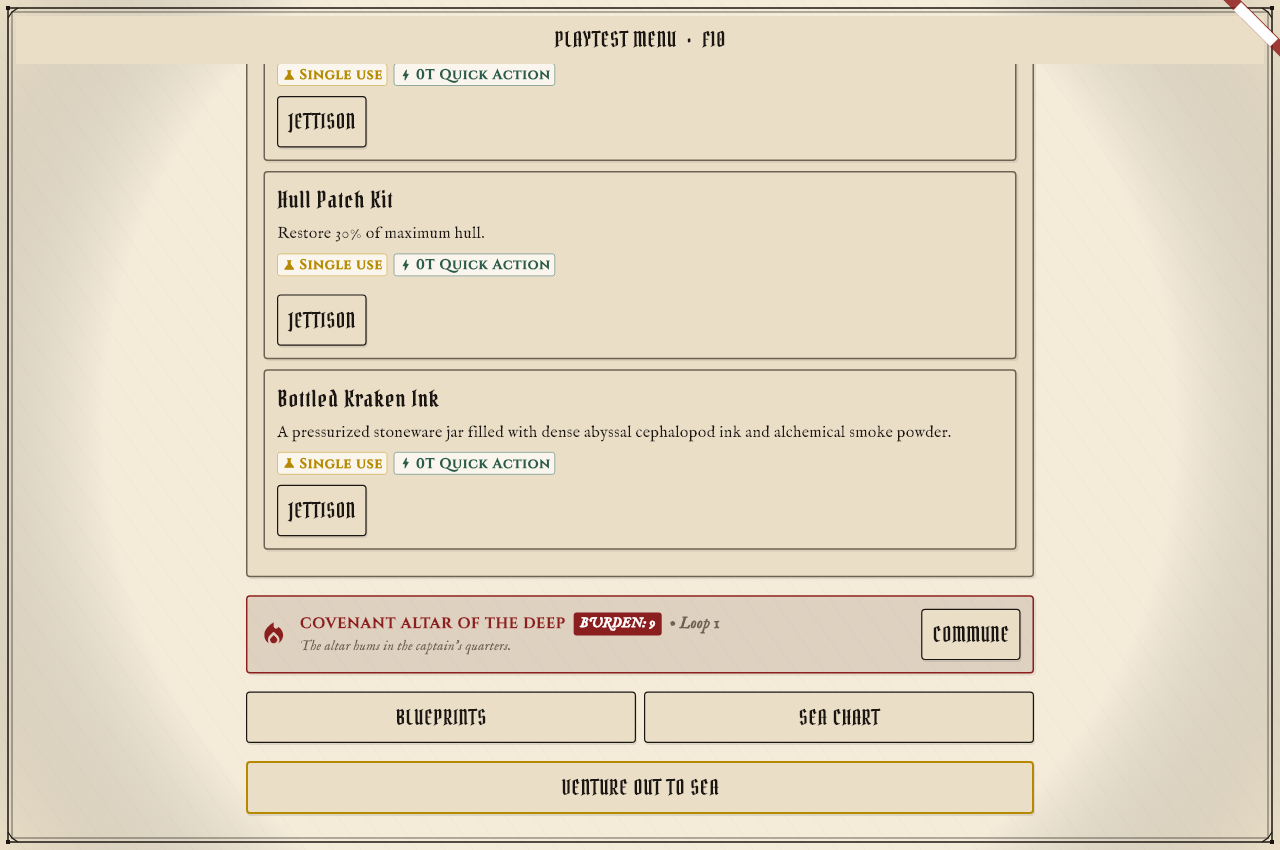 PLAYTEST MENU · F10
SINGLE USE
0T QUICK ACTION
JETTISON
Hull Patch Kit
Restore 30% of maximum hull.
SINGLE USE
0T QUICK ACTION
JETTISON
Bottled Kraken Ink
A pressurized stoneware jar filled with dense abyssal cephalopod ink and alchemical smoke powder.
SINGLE USE
0T QUICK ACTION
JETTISON
COVENANT ALTAR OF THE DEEP BURDEN: 9 • Loop 1
The altar hums in the captain's quarters.
COMMUNE
BLUEPRINTS
SEA CHART
VENTURE OUT TO SEA